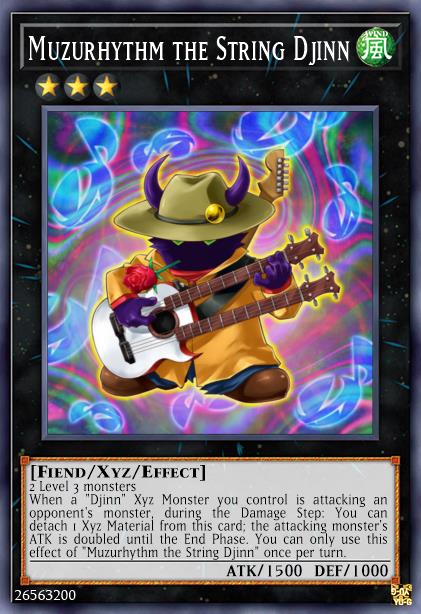 MUZURHYTHM THE STRING DJINN
WIND
風
[FIEND/XYZ/EFFECT]
2 Level 3 monsters
When a "Djinn" Xyz Monster you control is attacking an
opponent's monster, during the Damage Step: You can
detach 1 Xyz Material from this card; the attacking monster's
ATK is doubled until the End Phase. You can only use this
effect of "Muzurhythm the String Djinn" once per turn.
ATK/1500 DEF/1000
26563200